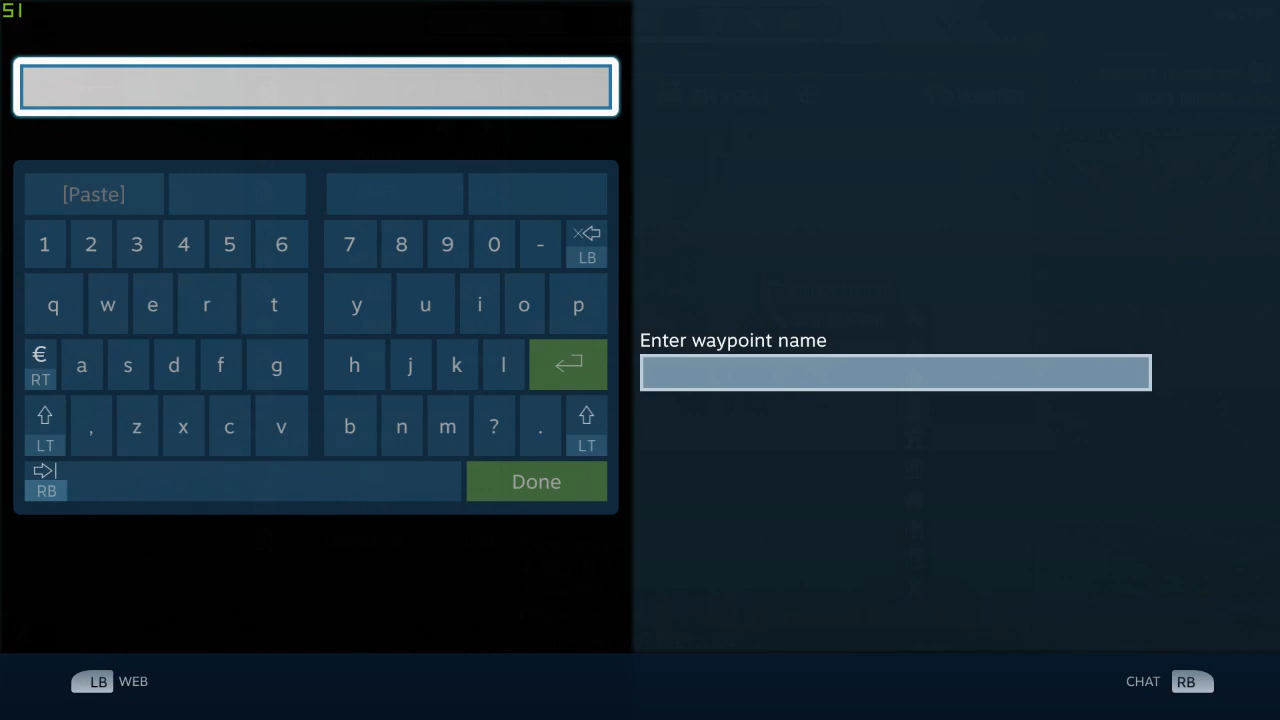 51
[Paste]
1 2 3 4 5 6 7 8 9 0 -
LB
q w e r t y u i o p
€ a s d f g h j k l
RT
, z x c v b n m ? .
LT LT
RB Done
Enter waypoint name
LB WEB
CHAT RB